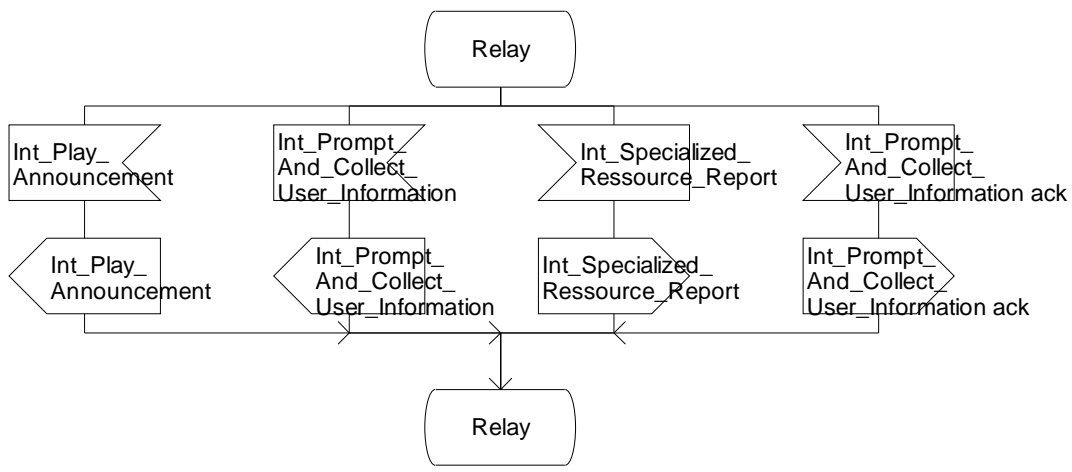 Relay
Int_Play_
Announcement
Int_Prompt_
And_Collect_
User_Information
Int_Specialized_
Ressource_Report
Int_Prompt_
And_Collect_
User_Information ack
Int_Play_
Announcement
Int_Prompt_
And_Collect_
User_Information
Int_Specialized_
Ressource_Report
Int_Prompt_
And_Collect_
User_Information ack
Relay